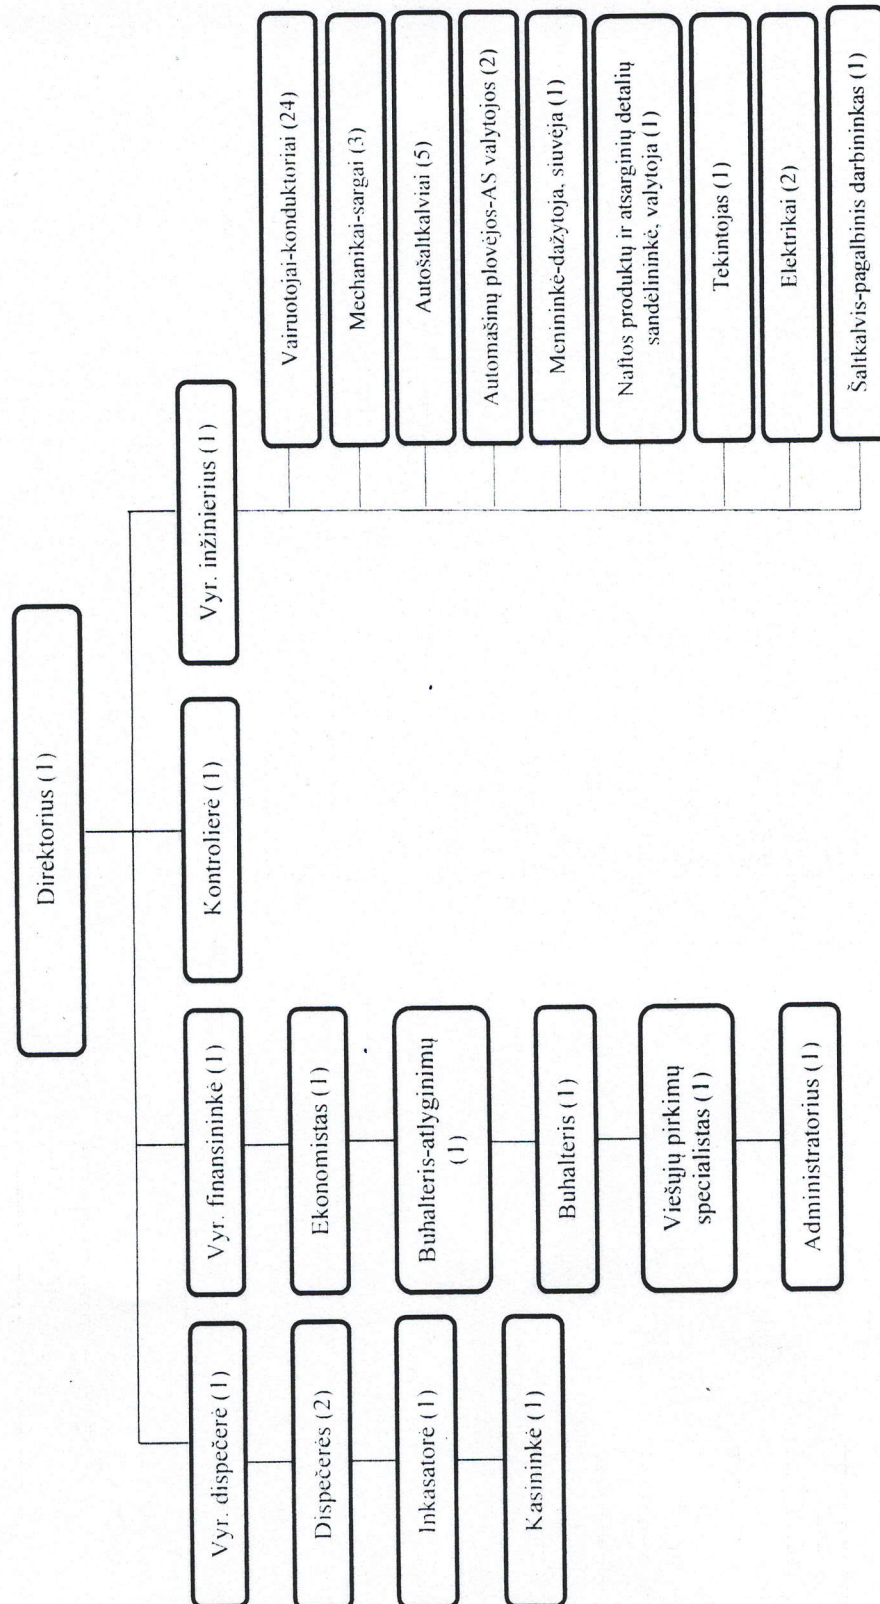 Direktorius (1)
Vyr. dispečerė (1)
Dispečerės (2)
Inkasatorė (1)
Kasininkė (1)
Vyr. finansininkė (1)
Ekonomistas (1)
Buhalteris-atlyginimų
(1)
Buhalteris (1)
Viešųjų pirkimų
specialistas (1)
Administratorius (1)
Kontrolierė (1)
Vyr. inžinierius (1)
Vairuotojai-konduktoriai (24)
Mechanikai-sargai (3)
Autošaltkalviai (5)
Automašinų plovėjos-AS valytojos (2)
Menininkė-dažytoja, siuvėja (1)
Naftos produktų ir atsarginių detalių
sandėlininkė, valytoja (1)
Tekintojas (1)
Elektrikai (2)
Šaltkalvis-pagalbinis darbininkas (1)